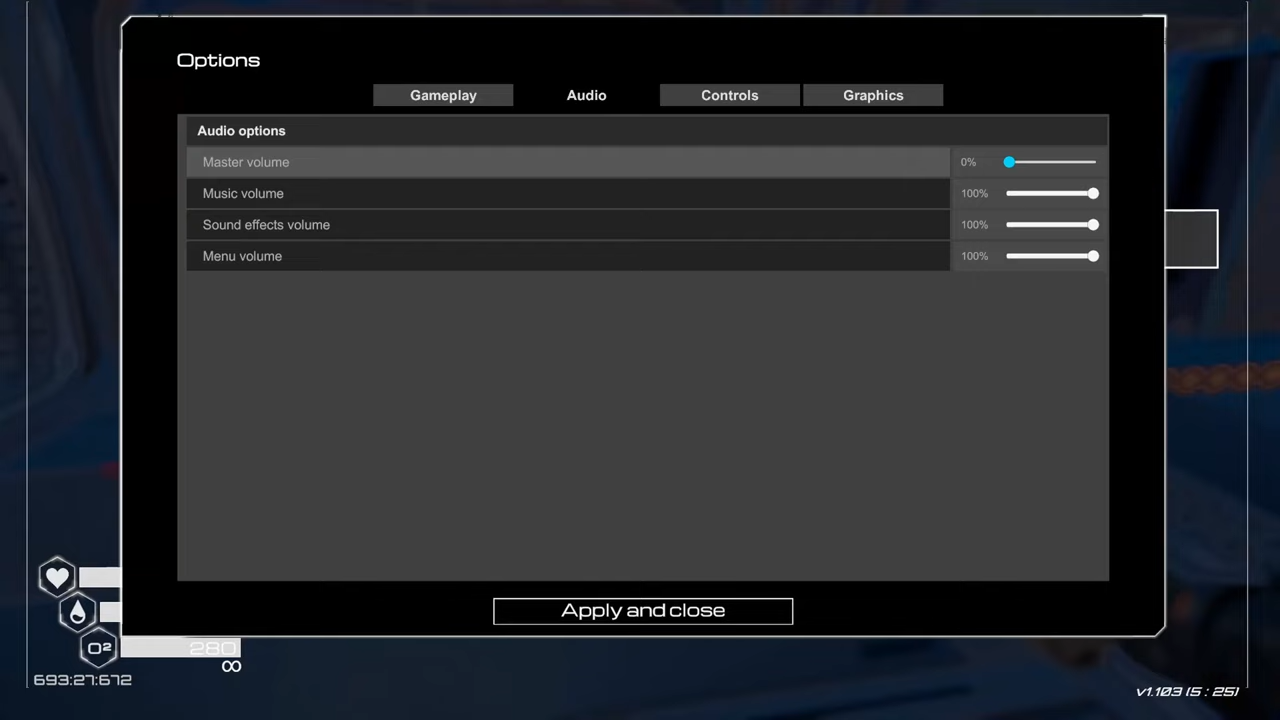 Options
Gameplay Audio Controls Graphics
Audio options
Master volume 0%
Music volume 100%
Sound effects volume 100%
Menu volume 100%
Apply and close
O²
280
∞
693:27:672
v1.103 (5 : 25)